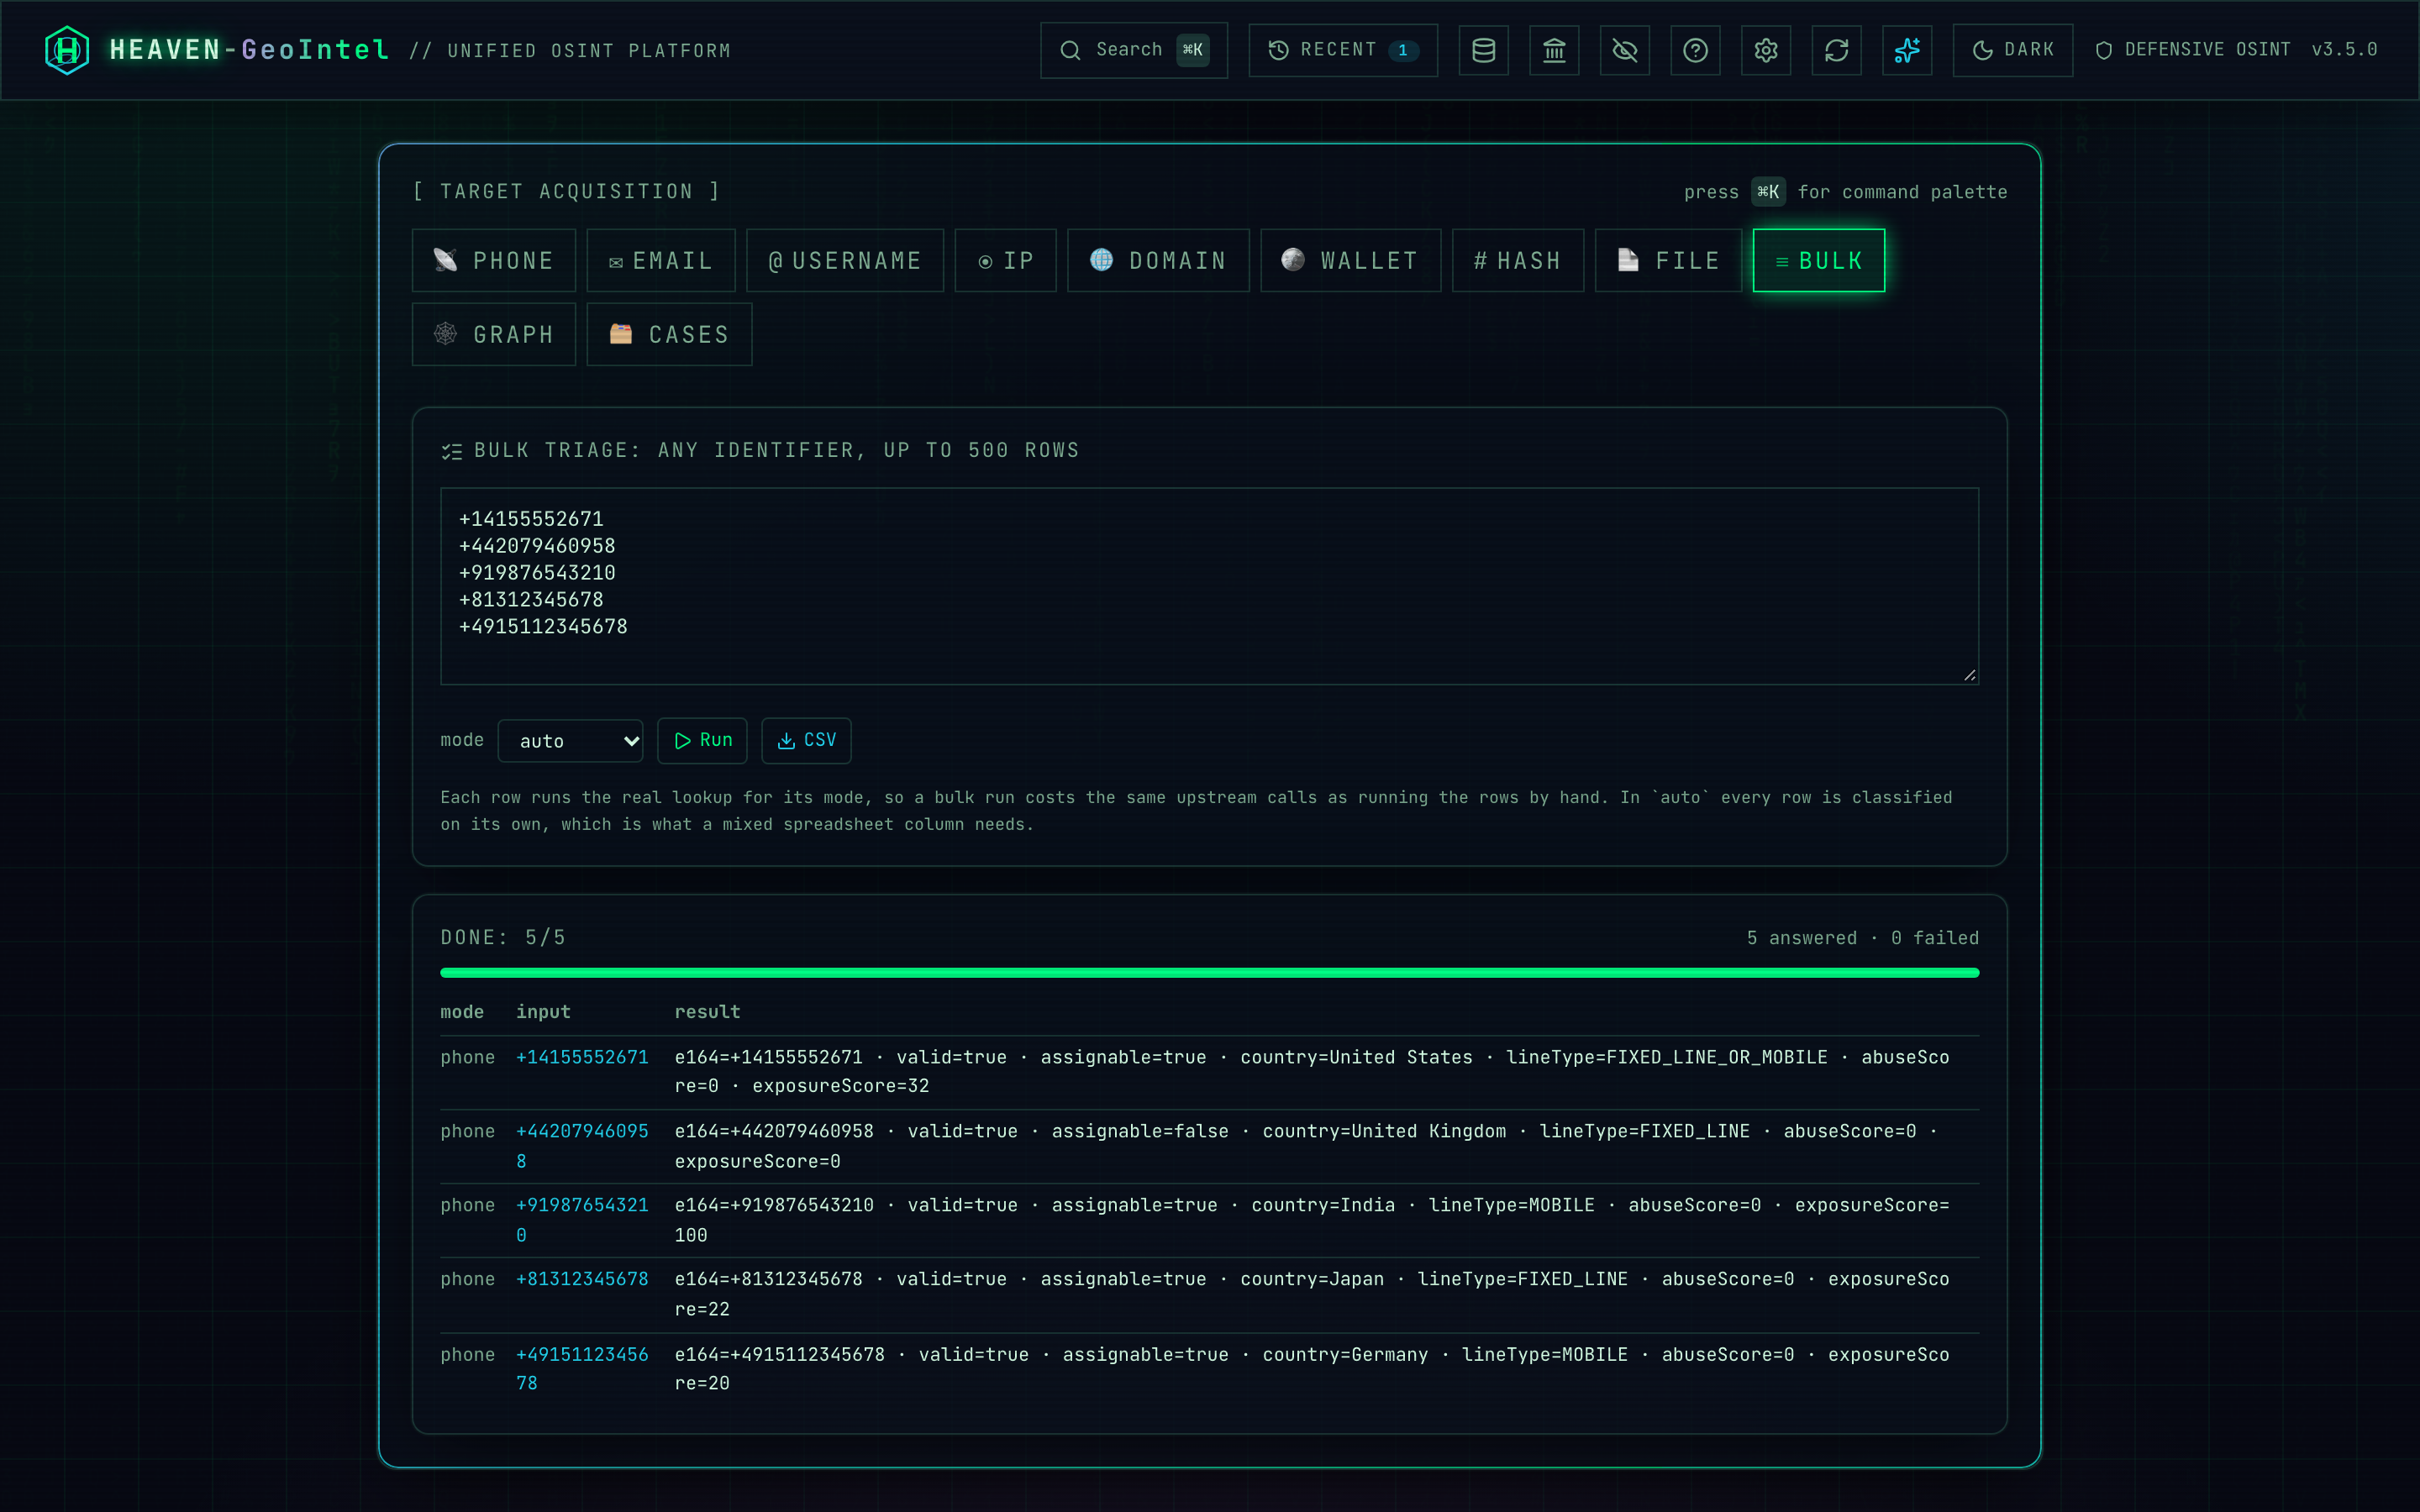 HEAVEN-GeoIntel // UNIFIED OSINT PLATFORM Search ⌘K RECENT 1 DARK DEFENSIVE OSINT v3.5.0
[ TARGET ACQUISITION ] press ⌘K for command palette
PHONE EMAIL @ USERNAME IP DOMAIN WALLET # HASH FILE BULK
GRAPH CASES
BULK TRIAGE: ANY IDENTIFIER, UP TO 500 ROWS
+14155552671
+442079460958
+919876543210
+81312345678
+4915112345678
mode auto Run CSV
Each row runs the real lookup for its mode, so a bulk run costs the same upstream calls as running the rows by hand. In `auto` every row is classified
on its own, which is what a mixed spreadsheet column needs.
DONE: 5/5 5 answered · 0 failed
mode input result
phone +14155552671 e164=+14155552671 · valid=true · assignable=true · country=United States · lineType=FIXED_LINE_OR_MOBILE · abuseSco
re=0 · exposureScore=32
phone +44207946095 e164=+442079460958 · valid=true · assignable=false · country=United Kingdom · lineType=FIXED_LINE · abuseScore=0 ·
8 exposureScore=0
phone +91987654321 e164=+919876543210 · valid=true · assignable=true · country=India · lineType=MOBILE · abuseScore=0 · exposureScore=
0 100
phone +81312345678 e164=+81312345678 · valid=true · assignable=true · country=Japan · lineType=FIXED_LINE · abuseScore=0 · exposureSco
re=22
phone +49151123456 e164=+4915112345678 · valid=true · assignable=true · country=Germany · lineType=MOBILE · abuseScore=0 · exposureSco
78 re=20